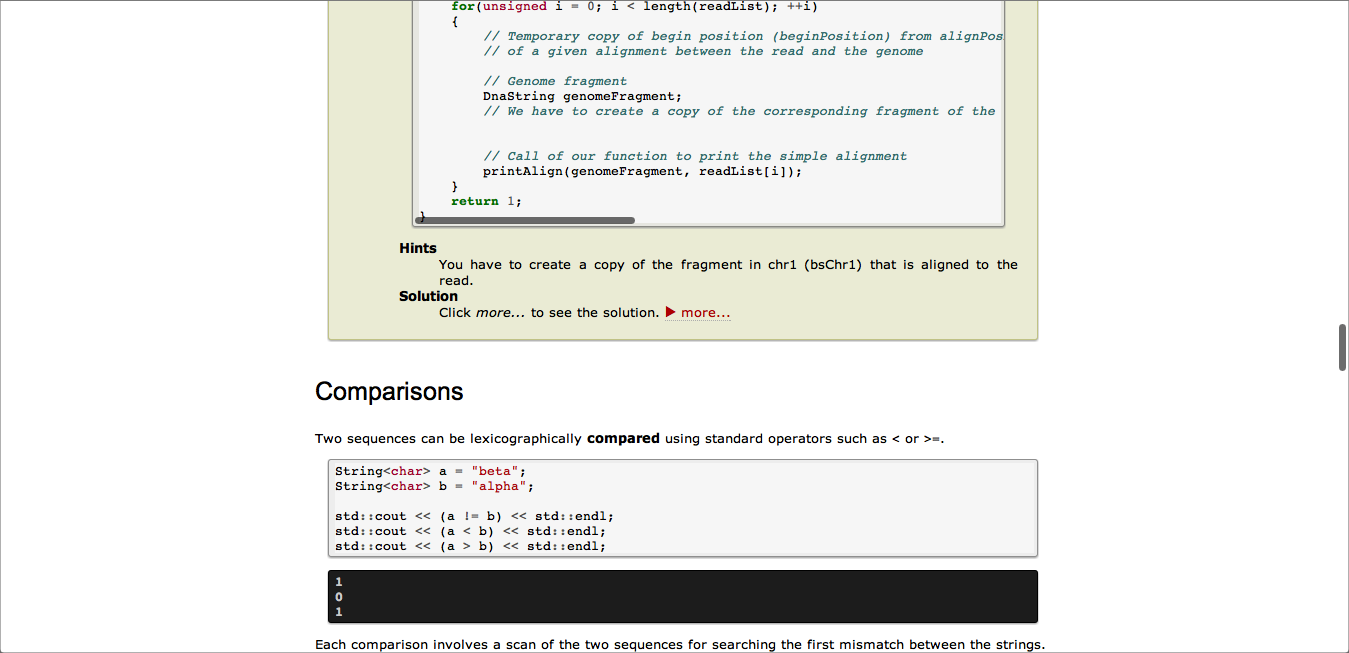 for(unsigned i = 0; i < length(readList); ++i)
{
// Temporary copy of begin position (beginPosition) from alignPos
// of a given alignment between the read and the genome
// Genome fragment
DnaString genomeFragment;
// We have to create a copy of the corresponding fragment of the
// Call of our function to print the simple alignment
printAlign(genomeFragment, readList[i]);
}
return 1;
}
Hints
You have to create a copy of the fragment in chr1 (bsChr1) that is aligned to the
read.
Solution
Click more... to see the solution. ▶ more...
Comparisons
Two sequences can be lexicographically compared using standard operators such as < or >=.
String<char> a = "beta";
String<char> b = "alpha";
std::cout << (a != b) << std::endl;
std::cout << (a < b) << std::endl;
std::cout << (a > b) << std::endl;
1
0
1
Each comparison involves a scan of the two sequences for searching the first mismatch between the strings.